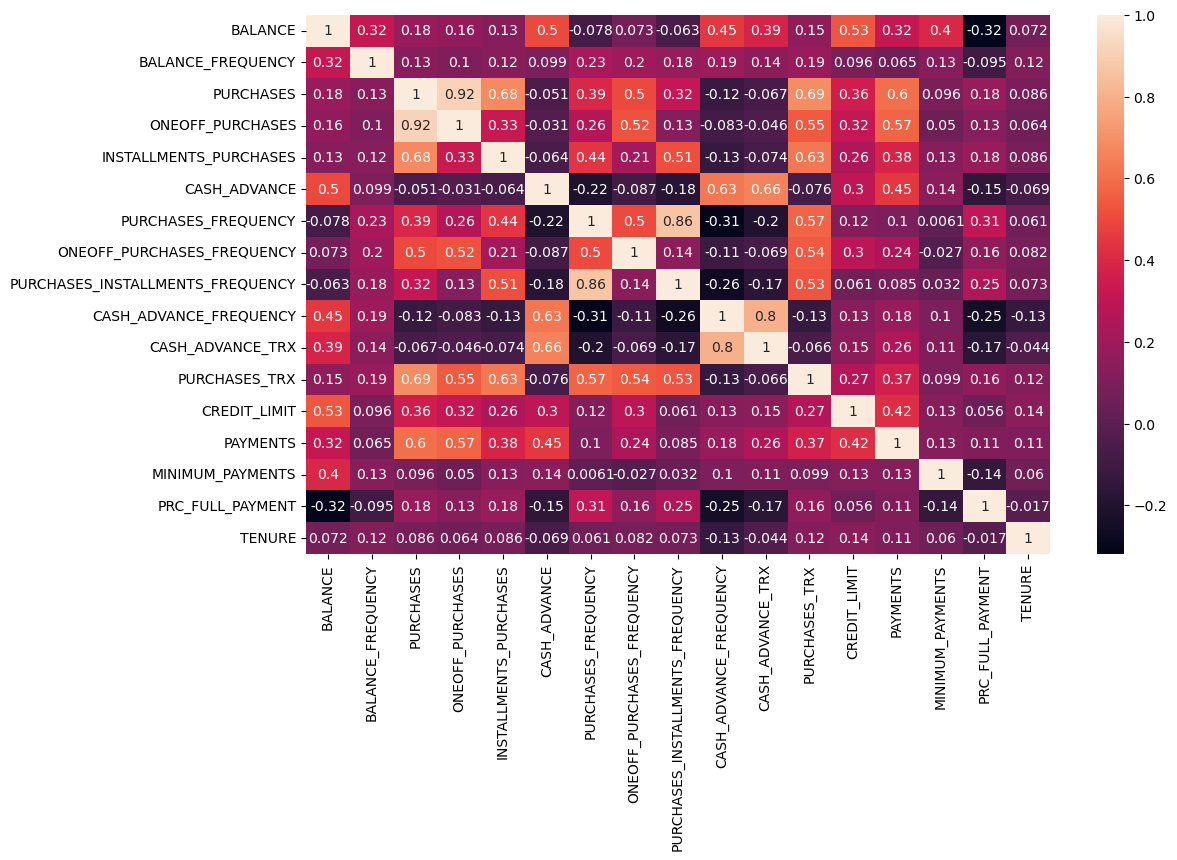 BALANCE 1 0.32 0.18 0.16 0.13 0.5 -0.078 0.073 -0.063 0.45 0.39 0.15 0.53 0.32 0.4 -0.32 0.072
BALANCE_FREQUENCY 0.32 1 0.13 0.1 0.12 0.099 0.23 0.2 0.18 0.19 0.14 0.19 0.096 0.065 0.13 -0.095 0.12
PURCHASES 0.18 0.13 1 0.92 0.68 -0.051 0.39 0.5 0.32 -0.12 -0.067 0.69 0.36 0.6 0.096 0.18 0.086
ONEOFF_PURCHASES 0.16 0.1 0.92 1 0.33 -0.031 0.26 0.52 0.13 -0.083 -0.046 0.55 0.32 0.57 0.05 0.13 0.064
INSTALLMENTS_PURCHASES 0.13 0.12 0.68 0.33 1 -0.064 0.44 0.21 0.51 -0.13 -0.074 0.63 0.26 0.38 0.13 0.18 0.086
CASH_ADVANCE 0.5 0.099 -0.051 -0.031 -0.064 1 -0.22 -0.087 -0.18 0.63 0.66 -0.076 0.3 0.45 0.14 -0.15 -0.069
PURCHASES_FREQUENCY -0.078 0.23 0.39 0.26 0.44 -0.22 1 0.5 0.86 -0.31 -0.2 0.57 0.12 0.1 0.0061 0.31 0.061
ONEOFF_PURCHASES_FREQUENCY 0.073 0.2 0.5 0.52 0.21 -0.087 0.5 1 0.14 -0.11 -0.069 0.54 0.3 0.24 -0.027 0.16 0.082
PURCHASES_INSTALLMENTS_FREQUENCY -0.063 0.18 0.32 0.13 0.51 -0.18 0.86 0.14 1 -0.26 -0.17 0.53 0.061 0.085 0.032 0.25 0.073
CASH_ADVANCE_FREQUENCY 0.45 0.19 -0.12 -0.083 -0.13 0.63 -0.31 -0.11 -0.26 1 0.8 -0.13 0.13 0.18 0.1 -0.25 -0.13
CASH_ADVANCE_TRX 0.39 0.14 -0.067 -0.046 -0.074 0.66 -0.2 -0.069 -0.17 0.8 1 -0.066 0.15 0.26 0.11 -0.17 -0.044
PURCHASES_TRX 0.15 0.19 0.69 0.55 0.63 -0.076 0.57 0.54 0.53 -0.13 -0.066 1 0.27 0.37 0.099 0.16 0.12
CREDIT_LIMIT 0.53 0.096 0.36 0.32 0.26 0.3 0.12 0.3 0.061 0.13 0.15 0.27 1 0.42 0.13 0.056 0.14
PAYMENTS 0.32 0.065 0.6 0.57 0.38 0.45 0.1 0.24 0.085 0.18 0.26 0.37 0.42 1 0.13 0.11 0.11
MINIMUM_PAYMENTS 0.4 0.13 0.096 0.05 0.13 0.14 0.0061 -0.027 0.032 0.1 0.11 0.099 0.13 0.13 1 -0.14 0.06
PRC_FULL_PAYMENT -0.32 -0.095 0.18 0.13 0.18 -0.15 0.31 0.16 0.25 -0.25 -0.17 0.16 0.056 0.11 -0.14 1 -0.017
TENURE 0.072 0.12 0.086 0.064 0.086 -0.069 0.061 0.082 0.073 -0.13 -0.044 0.12 0.14 0.11 0.06 -0.017 1
BALANCE
BALANCE_FREQUENCY
PURCHASES
ONEOFF_PURCHASES
INSTALLMENTS_PURCHASES
CASH_ADVANCE
PURCHASES_FREQUENCY
ONEOFF_PURCHASES_FREQUENCY
PURCHASES_INSTALLMENTS_FREQUENCY
CASH_ADVANCE_FREQUENCY
CASH_ADVANCE_TRX
PURCHASES_TRX
CREDIT_LIMIT
PAYMENTS
MINIMUM_PAYMENTS
PRC_FULL_PAYMENT
TENURE
1.0
0.8
0.6
0.4
0.2
0.0
−0.2